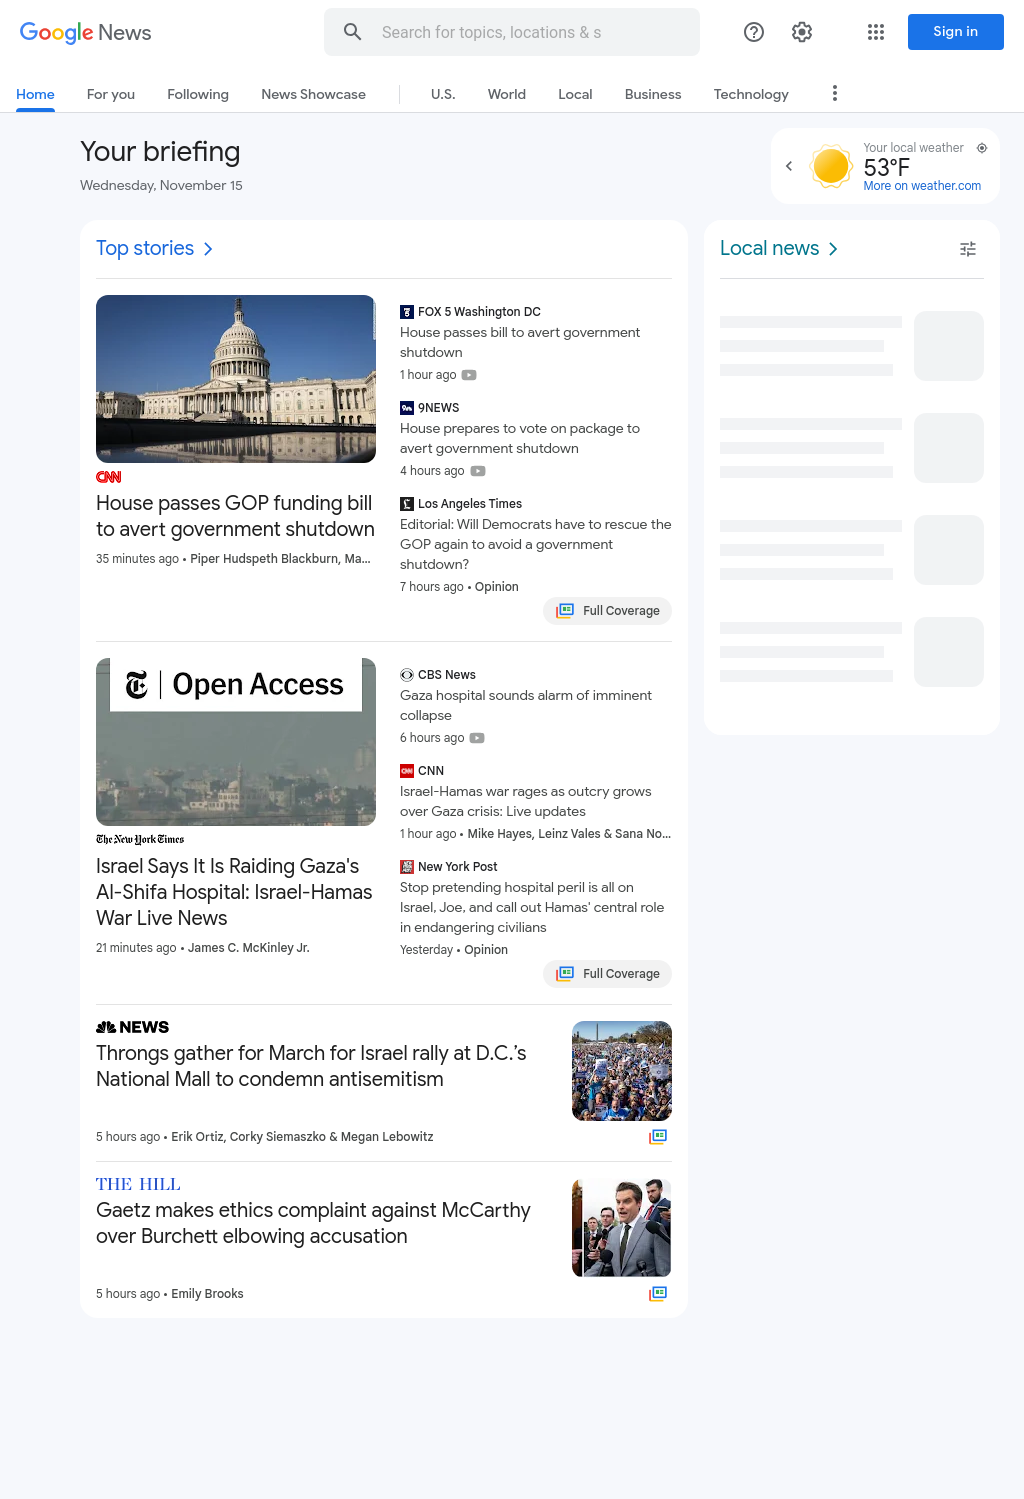 Google News
Search for topics, locations & s
Sign in
Home
For you
Following
News Showcase
U.S.
World
Local
Business
Technology
Your briefing
Wednesday, November 15
Your local weather
53°F
More on weather.com
Top stories
CNN
House passes GOP funding bill
to avert government shutdown
35 minutes ago • Piper Hudspeth Blackburn, Ma...
FOX 5 Washington DC
House passes bill to avert government
shutdown
1 hour ago
9NEWS
House prepares to vote on package to
avert government shutdown
4 hours ago
Los Angeles Times
Editorial: Will Democrats have to rescue the
GOP again to avoid a government
shutdown?
7 hours ago • Opinion
Full Coverage
Open Access
The New York Times
Israel Says It Is Raiding Gaza's
Al-Shifa Hospital: Israel-Hamas
War Live News
21 minutes ago • James C. McKinley Jr.
CBS News
Gaza hospital sounds alarm of imminent
collapse
6 hours ago
CNN
Israel-Hamas war rages as outcry grows
over Gaza crisis: Live updates
1 hour ago • Mike Hayes, Leinz Vales & Sana No...
New York Post
Stop pretending hospital peril is all on
Israel, Joe, and call out Hamas' central role
in endangering civilians
Yesterday • Opinion
Full Coverage
NEWS
Throngs gather for March for Israel rally at D.C.’s
National Mall to condemn antisemitism
5 hours ago • Erik Ortiz, Corky Siemaszko & Megan Lebowitz
THE HILL
Gaetz makes ethics complaint against McCarthy
over Burchett elbowing accusation
5 hours ago • Emily Brooks
Local news